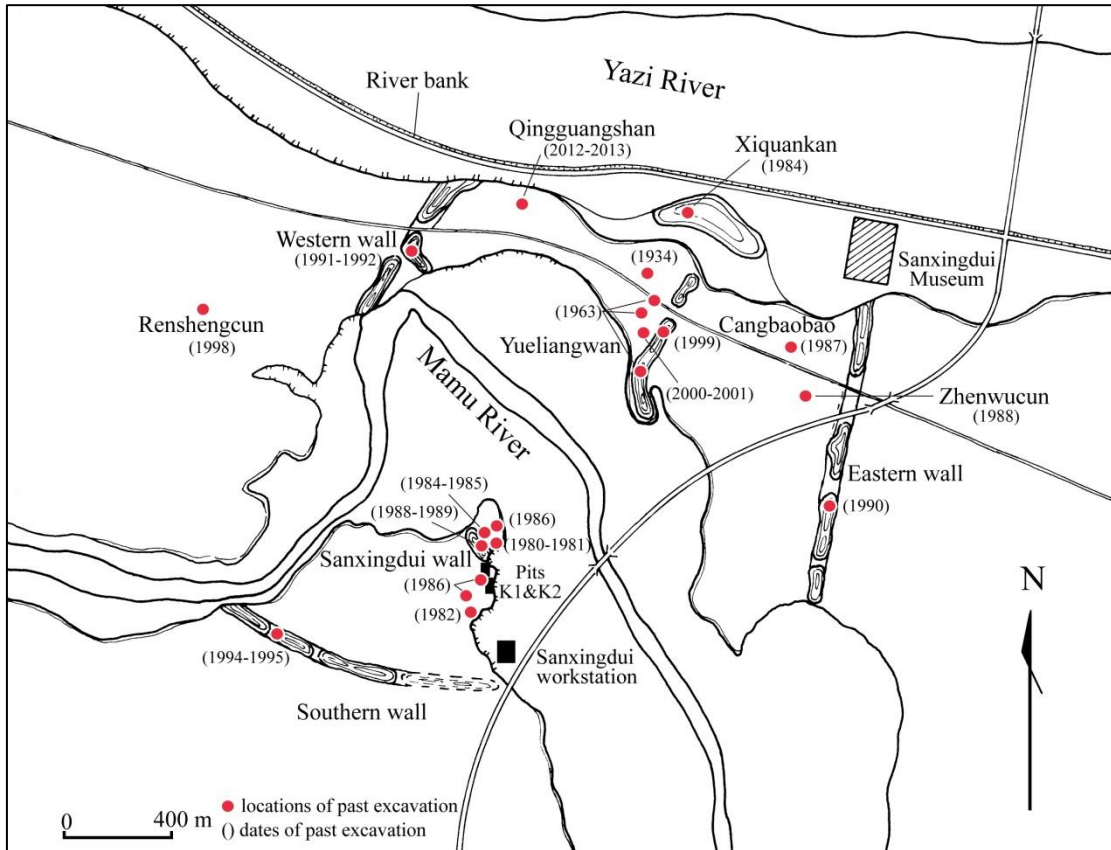 Yazi River
River bank
Qingguangshan
(2012-2013)
Xiquankan
(1984)
Western wall
(1991-1992)
(1934)
Sanxingdui
Museum
Renshengcun
(1998)
(1963)
Cangbaobao
(1987)
Yueliangwan
(1999)
(2000-2001)
Zhenwucun
(1988)
Mamu River
Eastern wall
(1990)
(1984-1985)
(1988-1989)
(1986)
(1980-1981)
Sanxingdui wall
(1986)
Pits
K1&K2
(1982)
N
(1994-1995)
Sanxingdui
workstation
Southern wall
0 400 m
locations of past excavation
() dates of past excavation